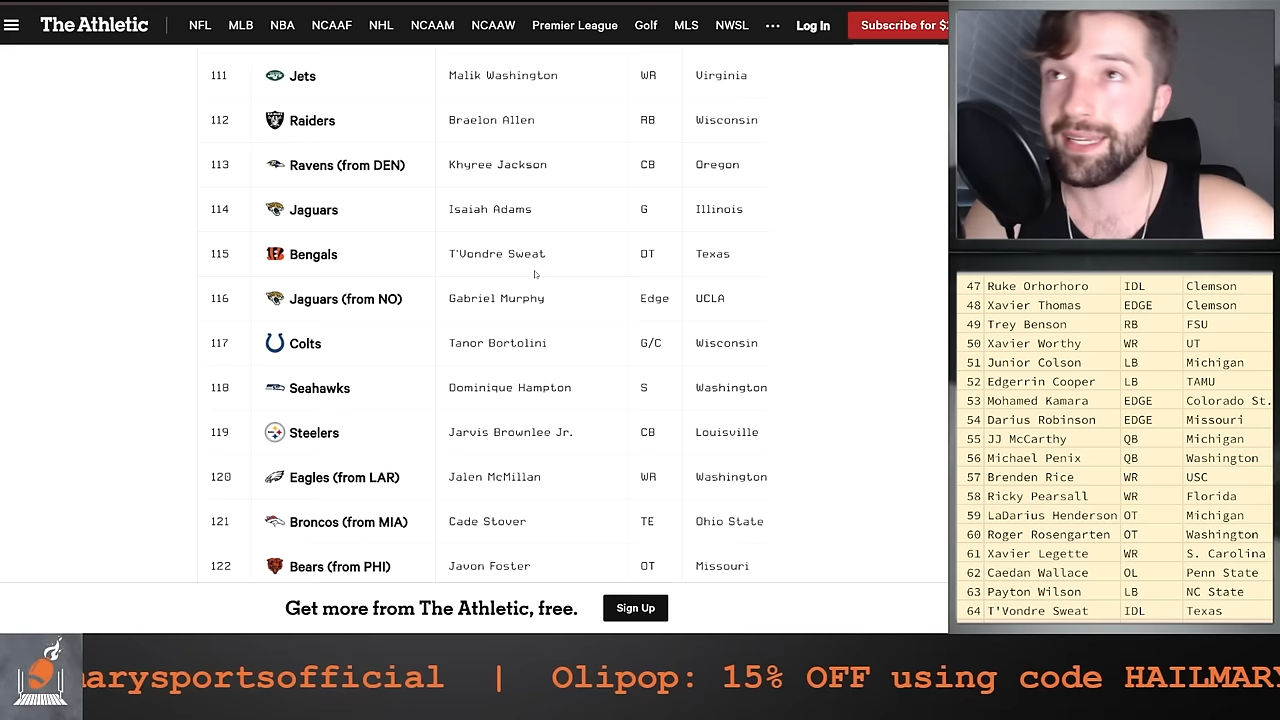 The Athletic NFL MLB NBA NCAAF NHL NCAAM NCAAW Premier League Golf MLS NWSL ... Log In Subscribe for $
111 Jets Malik Washington WR Virginia
112 Raiders Braelon Allen RB Wisconsin
113 Ravens (from DEN) Khyree Jackson CB Oregon
114 Jaguars Isaiah Adams G Illinois
115 Bengals T'Vondre Sweat DT Texas
116 Jaguars (from NO) Gabriel Murphy Edge UCLA
117 Colts Tanor Bortolini G/C Wisconsin
118 Seahawks Dominique Hampton S Washington
119 Steelers Jarvis Brownlee Jr. CB Louisville
120 Eagles (from LAR) Jalen McMillan WR Washington
121 Broncos (from MIA) Cade Stover TE Ohio State
122 Bears (from PHI) Javon Foster OT Missouri
Get more from The Athletic, free. Sign Up
47 Ruke Orhorhoro IDL Clemson
48 Xavier Thomas EDGE Clemson
49 Trey Benson RB FSU
50 Xavier Worthy WR UT
51 Junior Colson LB Michigan
52 Edgerrin Cooper LB TAMU
53 Mohamed Kamara EDGE Colorado St.
54 Darius Robinson EDGE Missouri
55 JJ McCarthy QB Michigan
56 Michael Penix QB Washington
57 Brenden Rice WR USC
58 Ricky Pearsall WR Florida
59 LaDarius Henderson OT Michigan
60 Roger Rosengarten OT Washington
61 Xavier Legette WR S. Carolina
62 Caedan Wallace OL Penn State
63 Payton Wilson LB NC State
64 T'Vondre Sweat IDL Texas
arysportsofficial | Olipop: 15% OFF using code HAILMARY